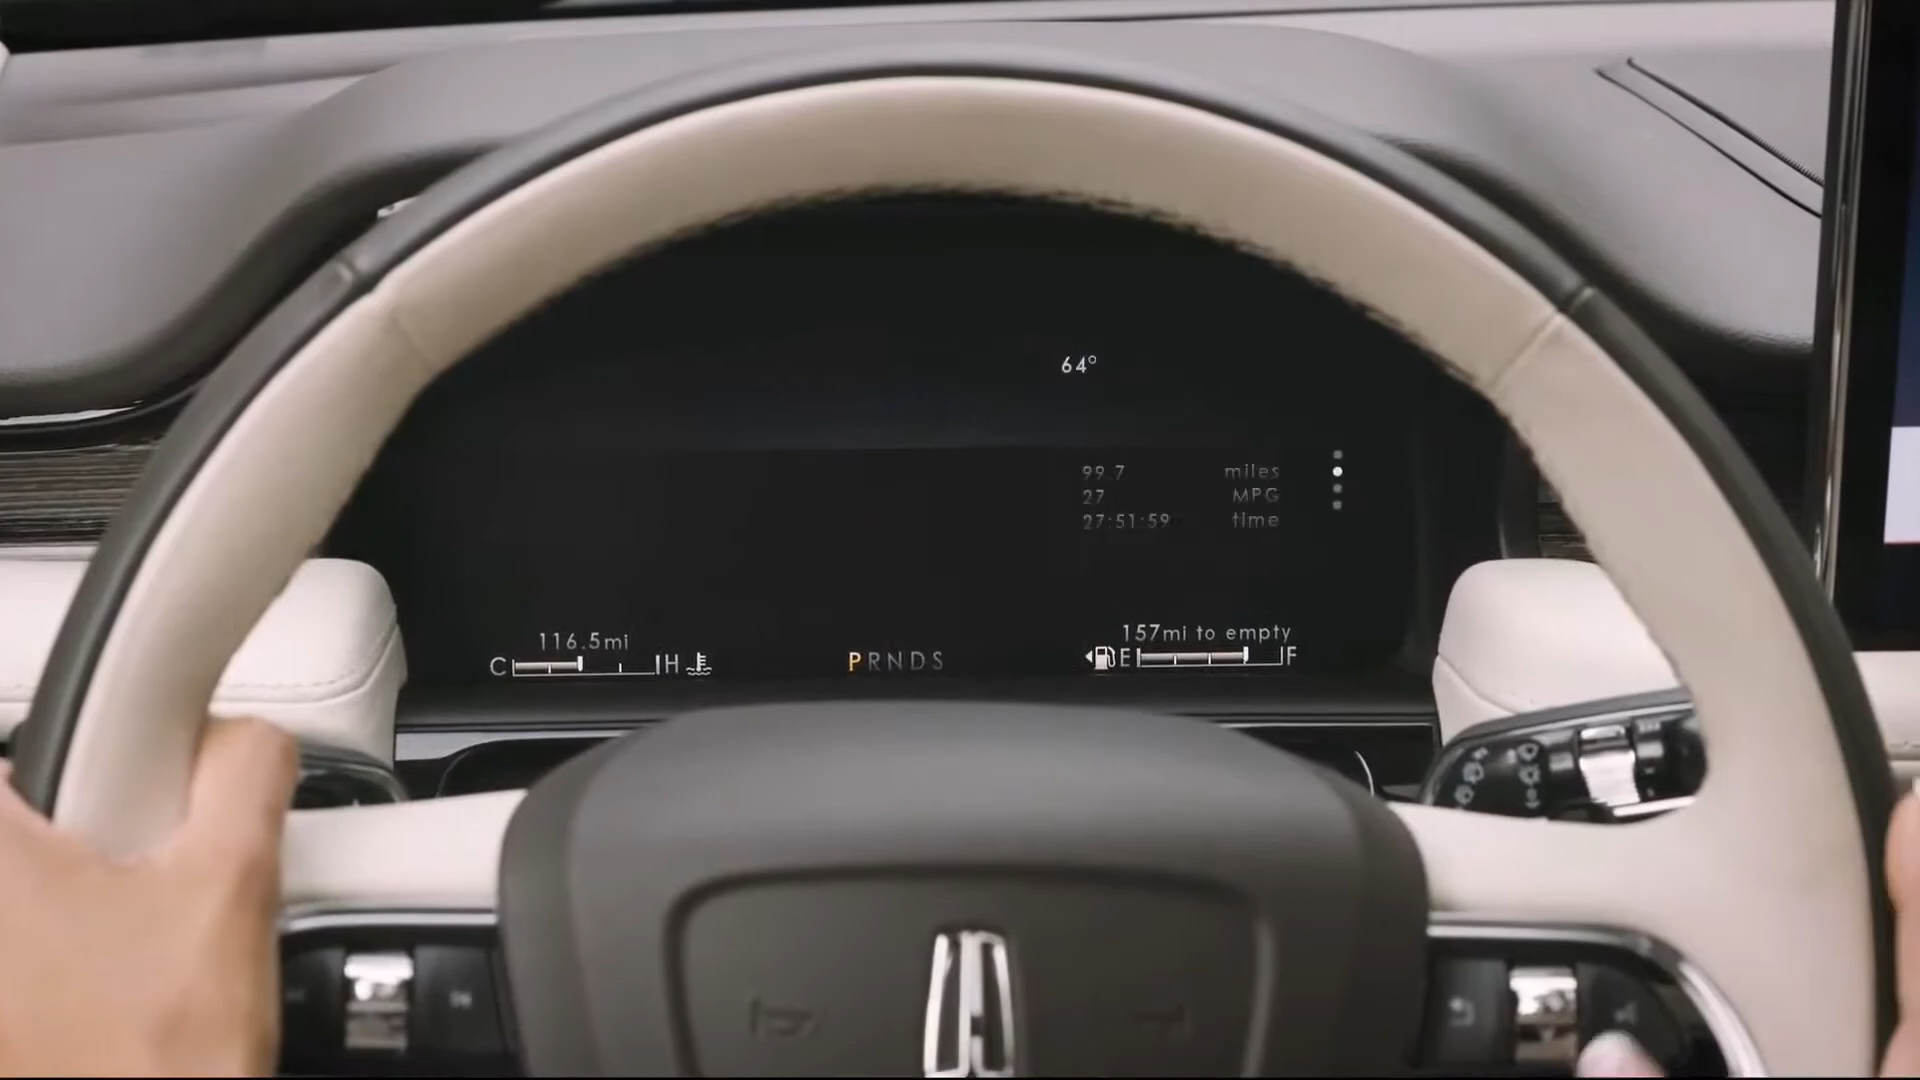 64°
99.7 miles
27 MPG
27:51:59 time
116.5mi
157mi to empty
C H
PRNDS
E F